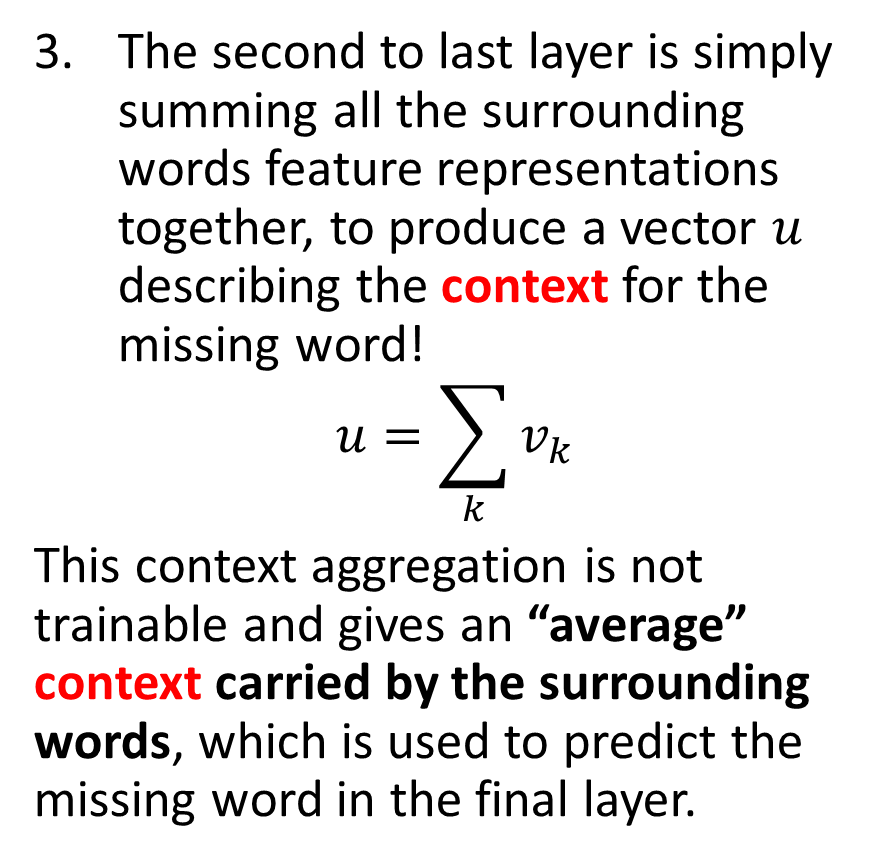 3. The second to last layer is simply
summing all the surrounding
words feature representations
together, to produce a vector u
describing the context for the
missing word!
u = ∑ v_k
k
This context aggregation is not
trainable and gives an “average”
context carried by the surrounding
words, which is used to predict the
missing word in the final layer.